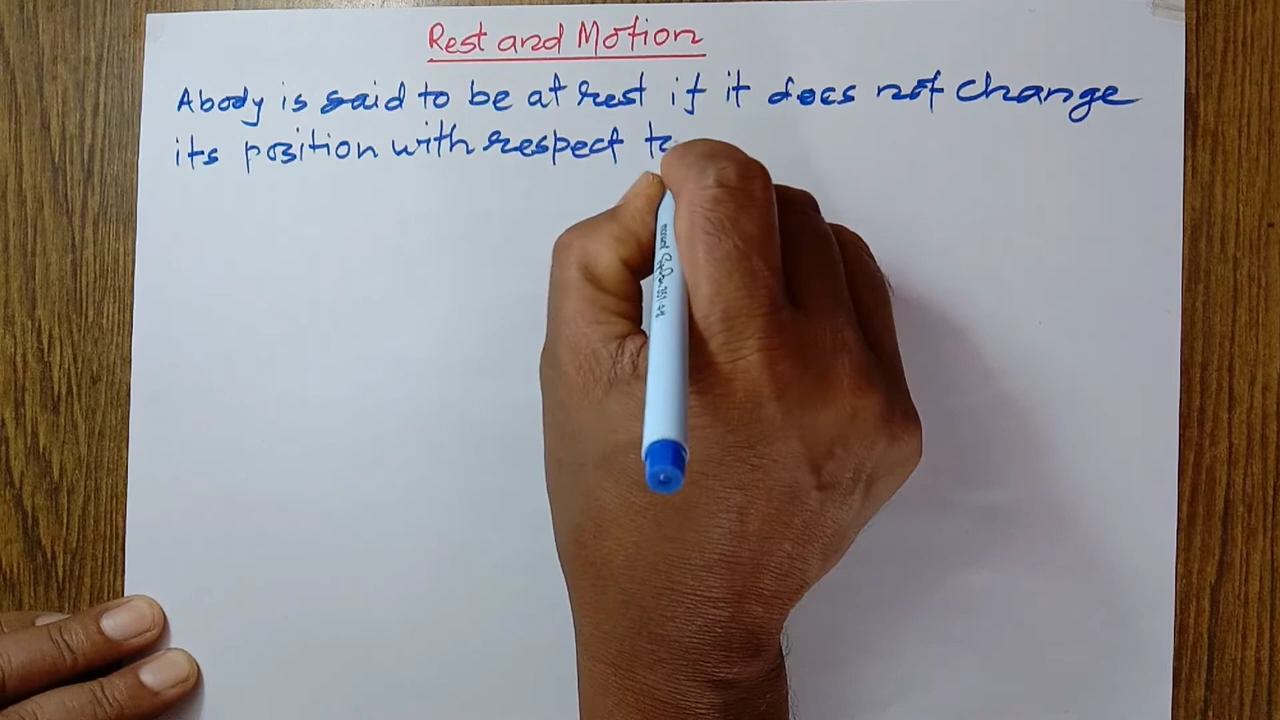 Rest and Motion
A body is said to be at rest if it does not change
its position with respect to